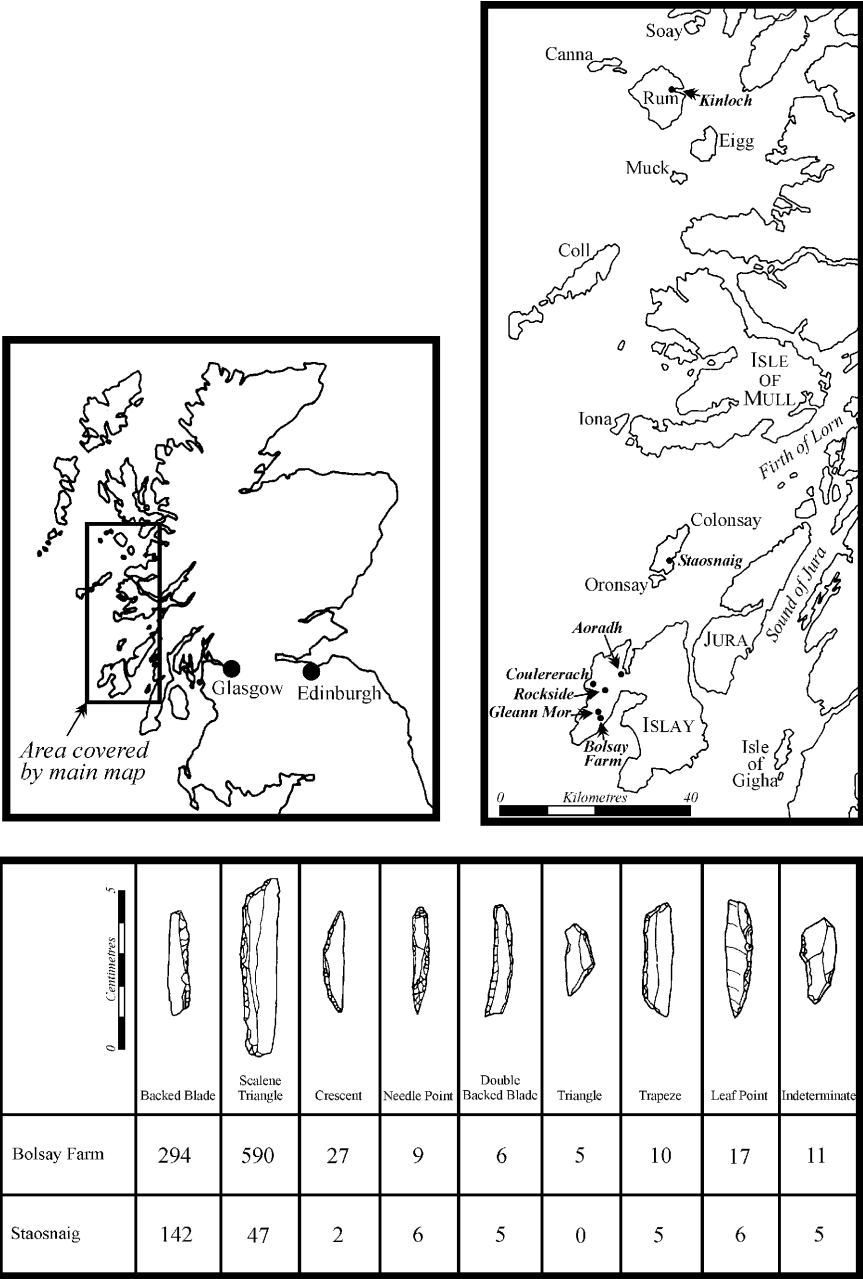 Soay
Canna
Rum
Kinloch
Eigg
Muck
Coll
ISLE
OF
MULL
Iona
Firth of Lorn
Colonsay
Staosnaig
Oronsay
Sound of Jura
Aoradh
JURA
Coulererach
Rockside
Gleann Mor
ISLAY
Bolsay
Farm
Isle
of
Gigha
0 Kilometres 40
Glasgow
Edinburgh
Area covered
by main map
5
Centimetres
0
Backed Blade
Scalene
Triangle
Crescent
Needle Point
Double
Backed Blade
Triangle
Trapeze
Leaf Point
Indeterminate
Bolsay Farm 294 590 27 9 6 5 10 17 11
Staosnaig 142 47 2 6 5 0 5 6 5